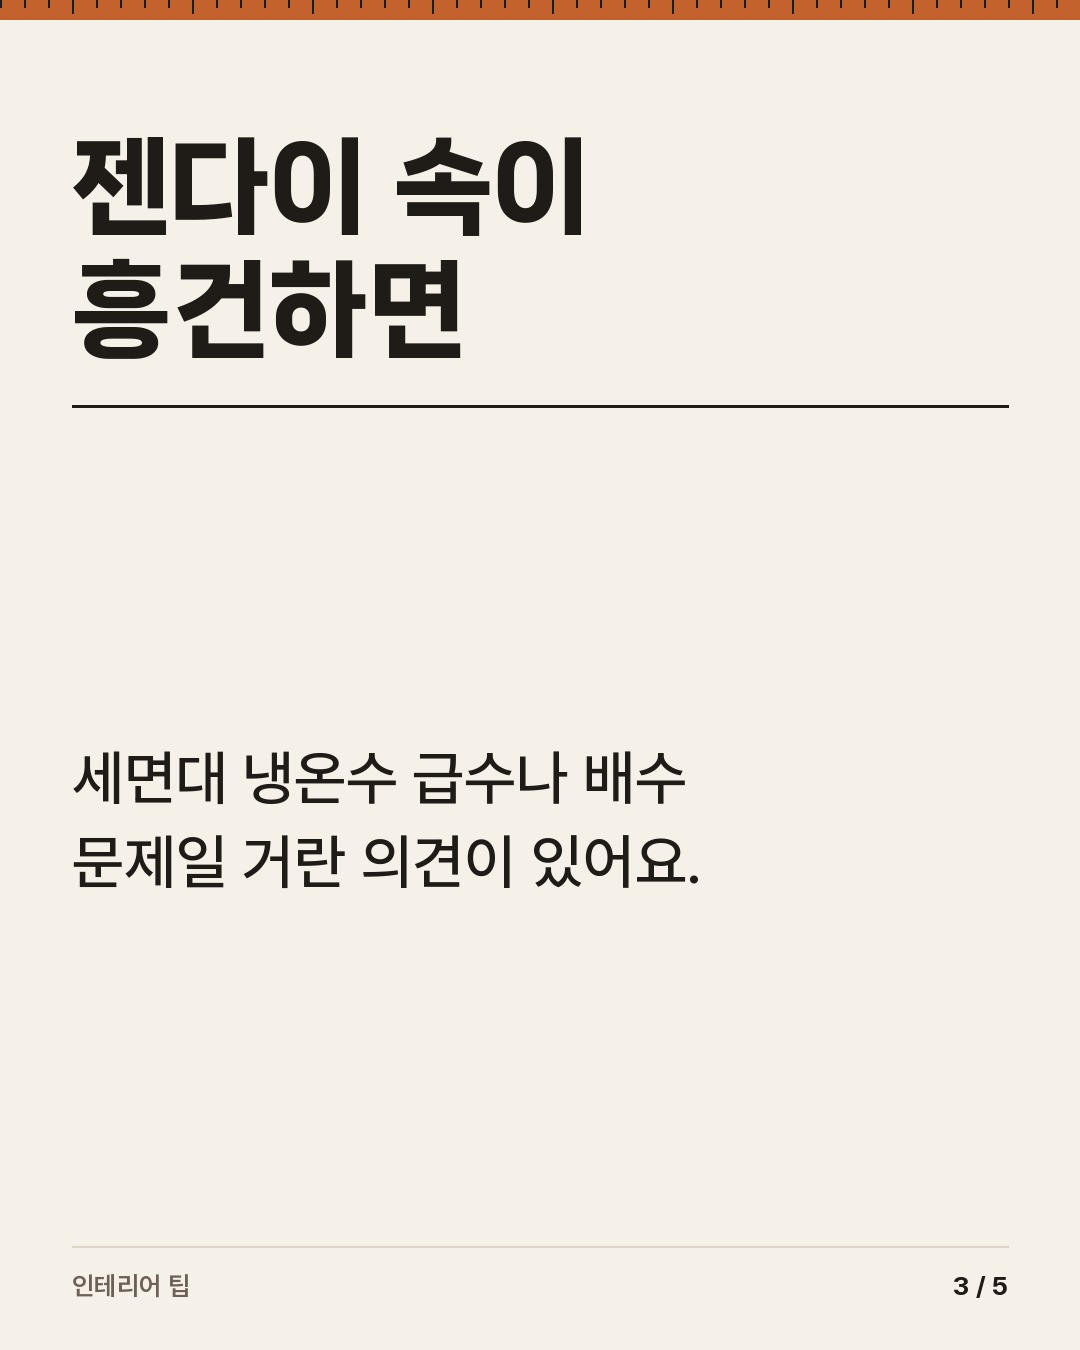 젠다이 속이
흥건하면
세면대 냉온수 급수나 배수
문제일 거란 의견이 있어요.
인테리어 팁
3 / 5